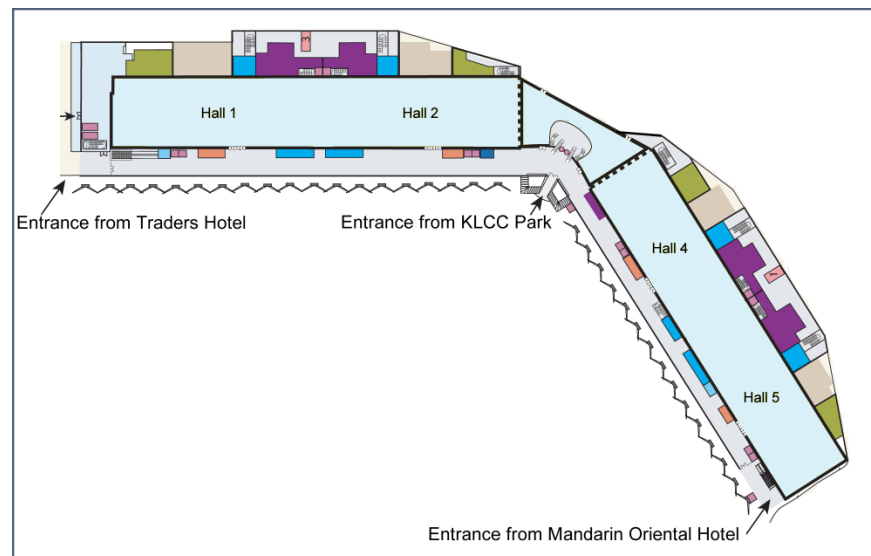 Hall 1
Hall 2
Entrance from Traders Hotel
Entrance from KLCC Park
Hall 4
Hall 5
Entrance from Mandarin Oriental Hotel